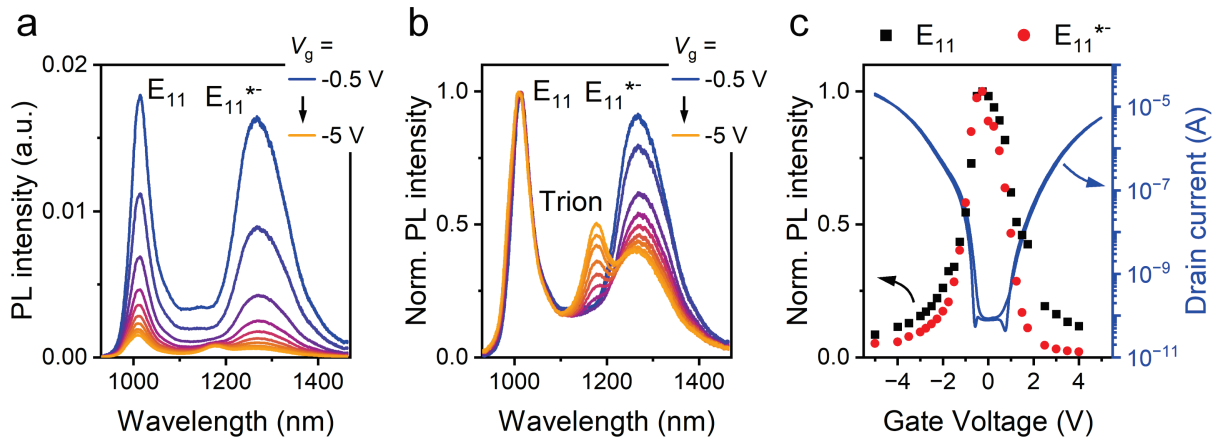 a
PL intensity (a.u.)
0.02
0.01
0.00
E₁₁
E₁₁*⁻
Vg =
-0.5 V
-5 V
1000 1200 1400
Wavelength (nm)
b
Norm. PL intensity
1.0
0.5
0.0
E₁₁
E₁₁*⁻
Vg =
-0.5 V
-5 V
Trion
1000 1200 1400
Wavelength (nm)
c
E₁₁
E₁₁*⁻
Norm. PL intensity
1.0
0.5
1.0
10⁻⁵
10⁻⁷
10⁻⁹
10⁻¹¹
Drain current (A)
−4 −2 0 2 4
Gate Voltage (V)